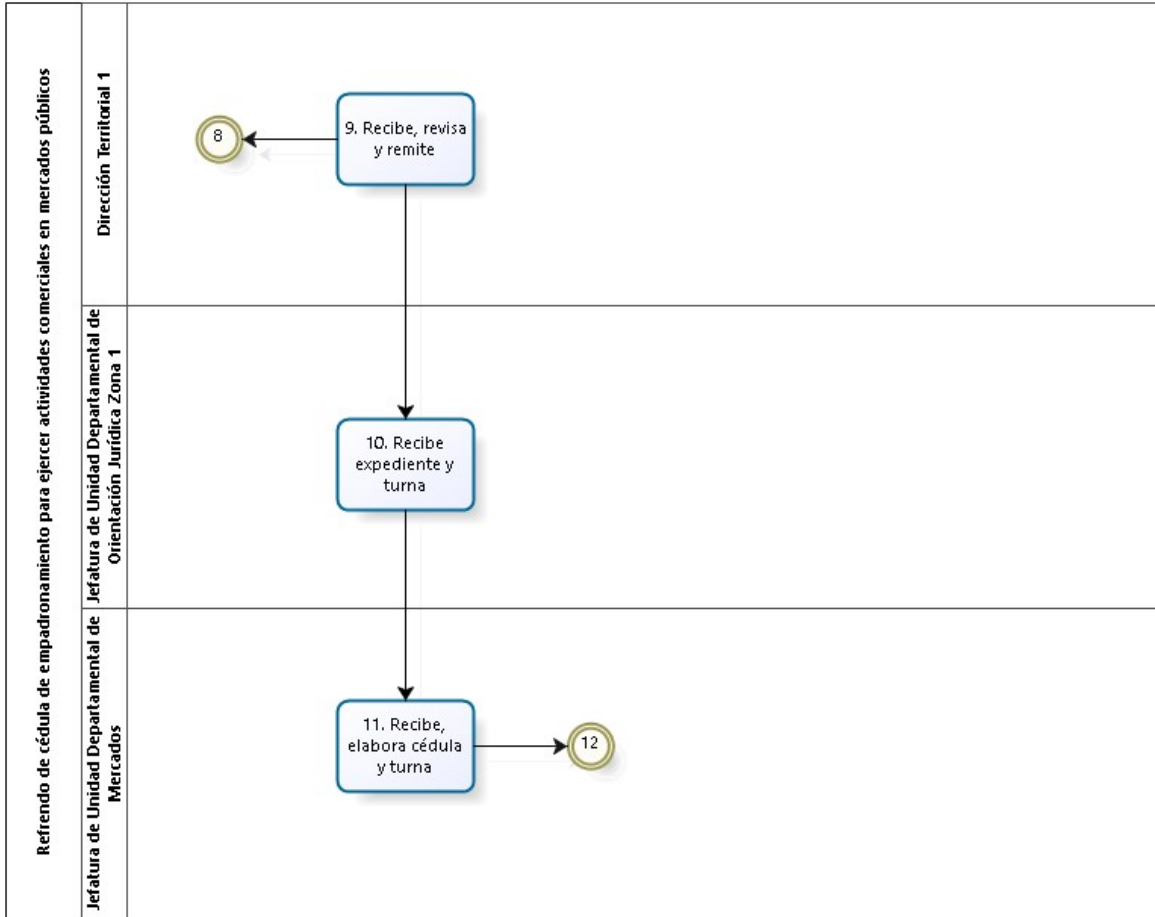 Refrendo de cédula de empadronamiento para ejercer actividades comerciales en mercados públicos
Dirección Territorial 1
8
9. Recibe, revisa
y remite
Jefatura de Unidad Departamental de
Orientación Jurídica Zona 1
10. Recibe
expediente y
turna
Jefatura de Unidad Departamental de
Mercados
11. Recibe,
elabora cédula
y turna
12